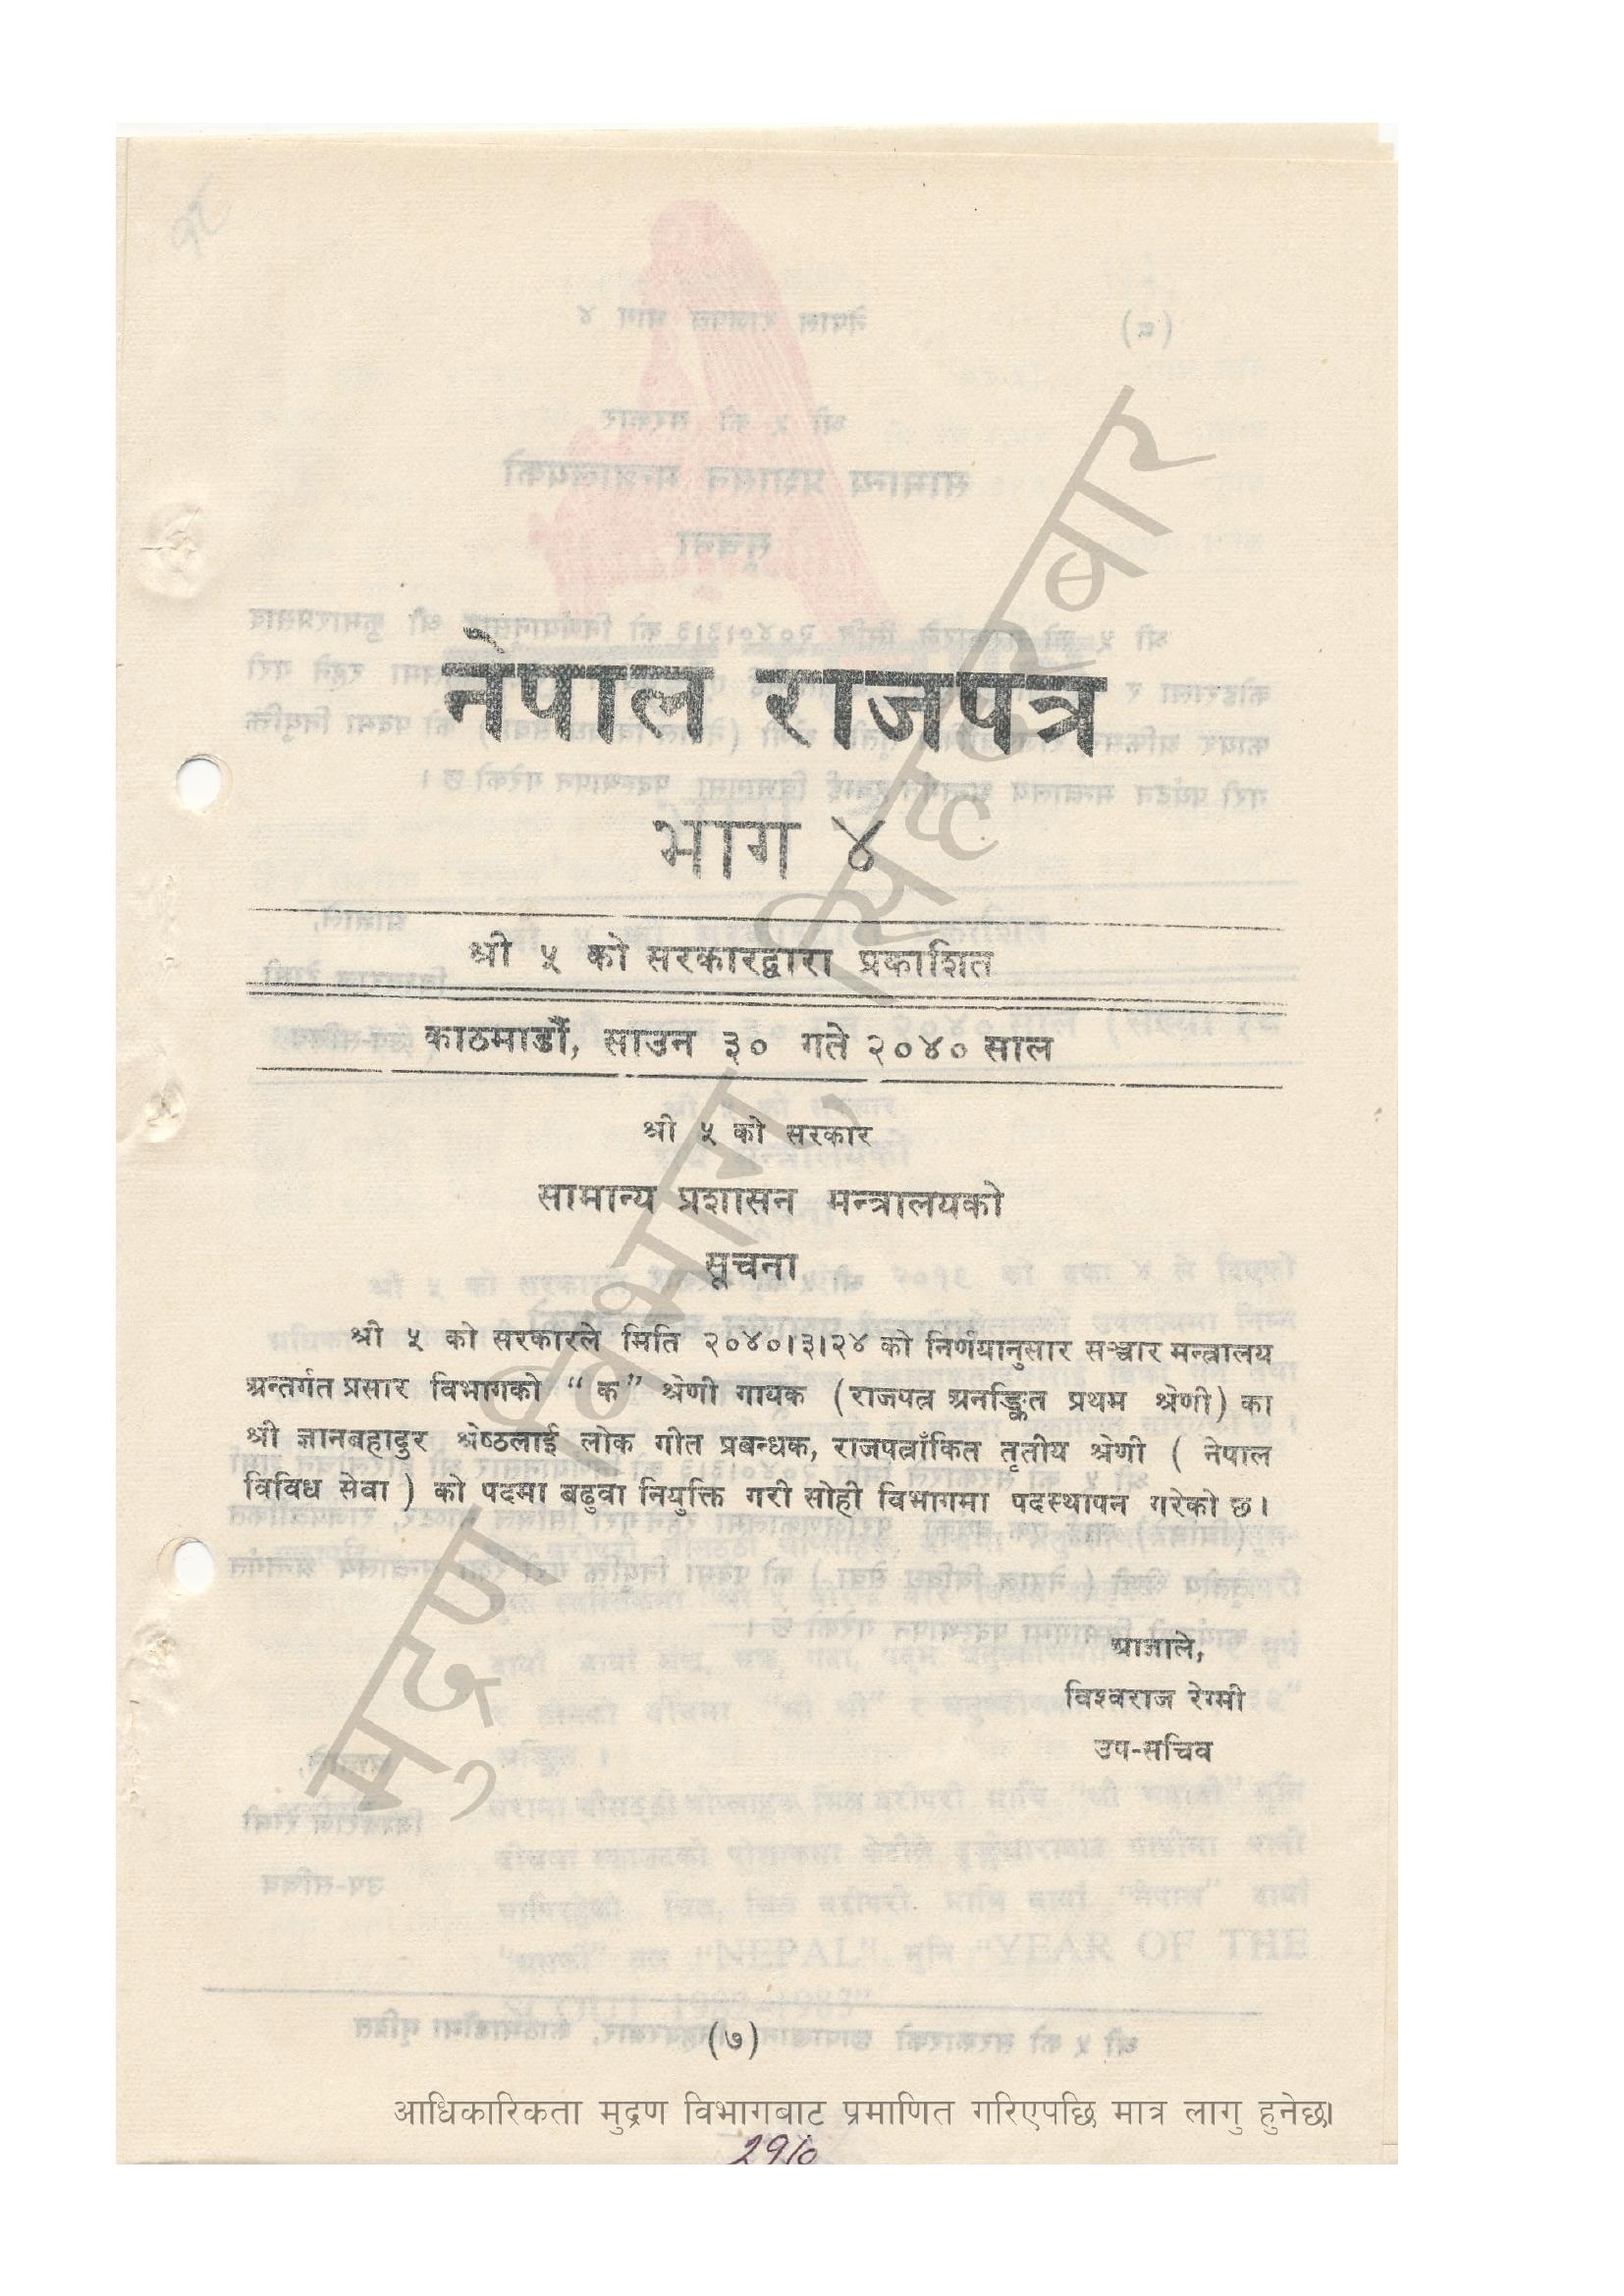 नेपाल राजपत्र
भाग ४
श्री ५ को सरकारद्वारा प्रकाशित
काठमाडौं, साउन ३० गते २०४० साल
श्री ५ को सरकार
सामान्य प्रशासन मन्त्रालयको
सूचना
श्री ५ को सरकारले मिति २०४०।३।२४ को निर्णयानुसार सञ्चार मन्त्रालय
अन्तर्गत प्रसार विभागको “क” श्रेणी गायक (राजपत्र अनङ्कित प्रथम श्रेणी) का
श्री ज्ञानबहादुर श्रेष्ठलाई लोक गीत प्रबन्धक, राजपत्राँकित तृतीय श्रेणी ( नेपाल
विविध सेवा ) को पदमा बढुवा नियुक्ति गरी सोही विभागमा पदस्थापन गरेको छ।
आज्ञाले,
विश्वराज रेग्मी
उप-सचिव
(७)
मुद्रण विभाग, सिंहदरवार
आधिकारिकता मुद्रण विभागबाट प्रमाणित गरिएपछि मात्र लागु हुनेछ।